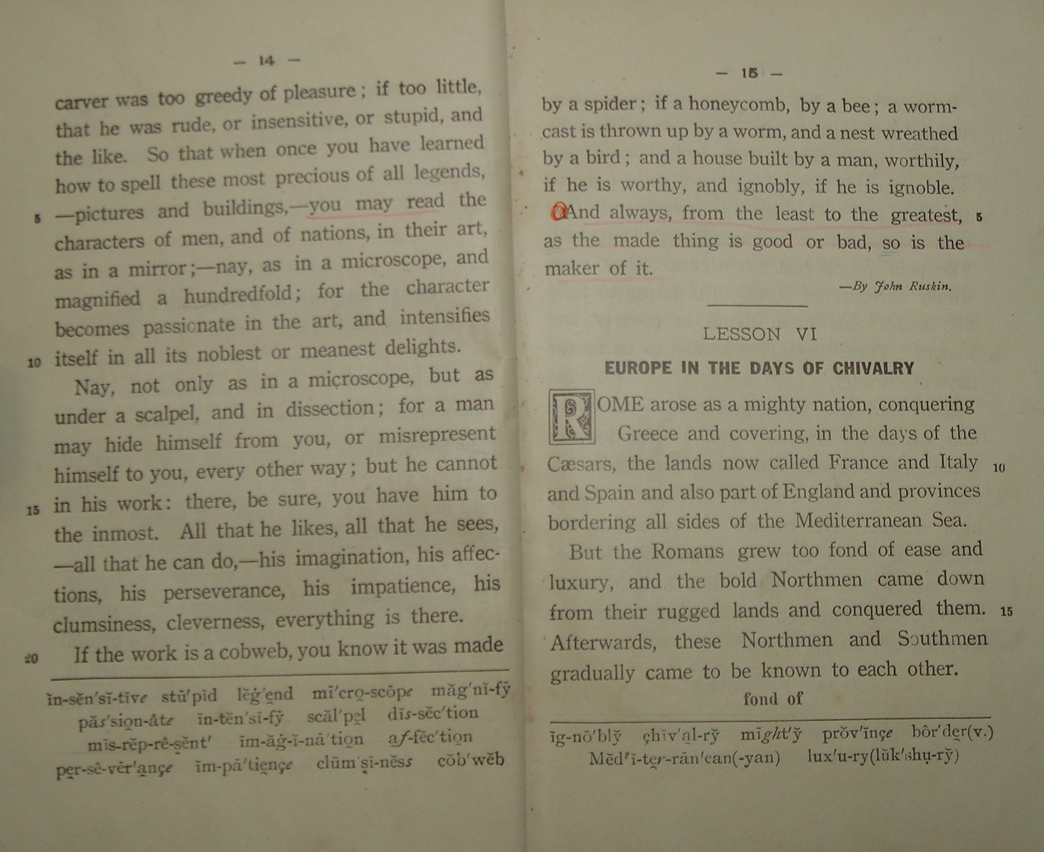 — 14 —
carver was too greedy of pleasure; if too little,
that he was rude, or insensitive, or stupid, and
the like. So that when once you have learned
how to spell these most precious of all legends,
5 —pictures and buildings,—you may read the
characters of men, and of nations, in their art,
as in a mirror;—nay, as in a microscope, and
magnified a hundredfold; for the character
becomes passionate in the art, and intensifies
10 itself in all its noblest or meanest delights.
Nay, not only as in a microscope, but as
under a scalpel, and in dissection; for a man
may hide himself from you, or misrepresent
himself to you, every other way; but he cannot
15 in his work: there, be sure, you have him to
the inmost. All that he likes, all that he sees,
—all that he can do,—his imagination, his affec-
tions, his perseverance, his impatience, his
clumsiness, cleverness, everything is there.
20 If the work is a cobweb, you know it was made
ĭn-sĕn′sĭ-tĭve stū′pĭd lĕġ′ẹnd mī′crọ-scōpe măg′nĭ-fȳ
păs′siọn-āte ĭn-tĕn′sĭ-fȳ scăl′pẹl dĭs-sĕc′tion
mĭs-rĕp-rē-ṣĕnt′ ĭm-ăġ-ĭ-nā′tiọn af-fĕc′tiọn
pẹr-sē-vēr′ạnçe ĭm-pā′tiẹnçe clŭm′ṣĭ-nĕss cŏb′wĕb
— 15 —
by a spider; if a honeycomb, by a bee; a worm-
cast is thrown up by a worm, and a nest wreathed
by a bird; and a house built by a man, worthily,
if he is worthy, and ignobly, if he is ignoble.
And always, from the least to the greatest, 5
as the made thing is good or bad, so is the
maker of it.
—By John Ruskin.
LESSON VI
EUROPE IN THE DAYS OF CHIVALRY
ROME arose as a mighty nation, conquering
Greece and covering, in the days of the
Cæsars, the lands now called France and Italy 10
and Spain and also part of England and provinces
bordering all sides of the Mediterranean Sea.
But the Romans grew too fond of ease and
luxury, and the bold Northmen came down
from their rugged lands and conquered them. 15
Afterwards, these Northmen and Southmen
gradually came to be known to each other.
fond of
ĭg-nō′blȳ çhĭv′ạl-rȳ mīght′ȳ prŏv′ĭnçe bôr′dẹr(v.)
Mĕd″ĭ-tẹr-rān′ean(-yan) lux′u-ry(lŭk′shụ-rȳ)